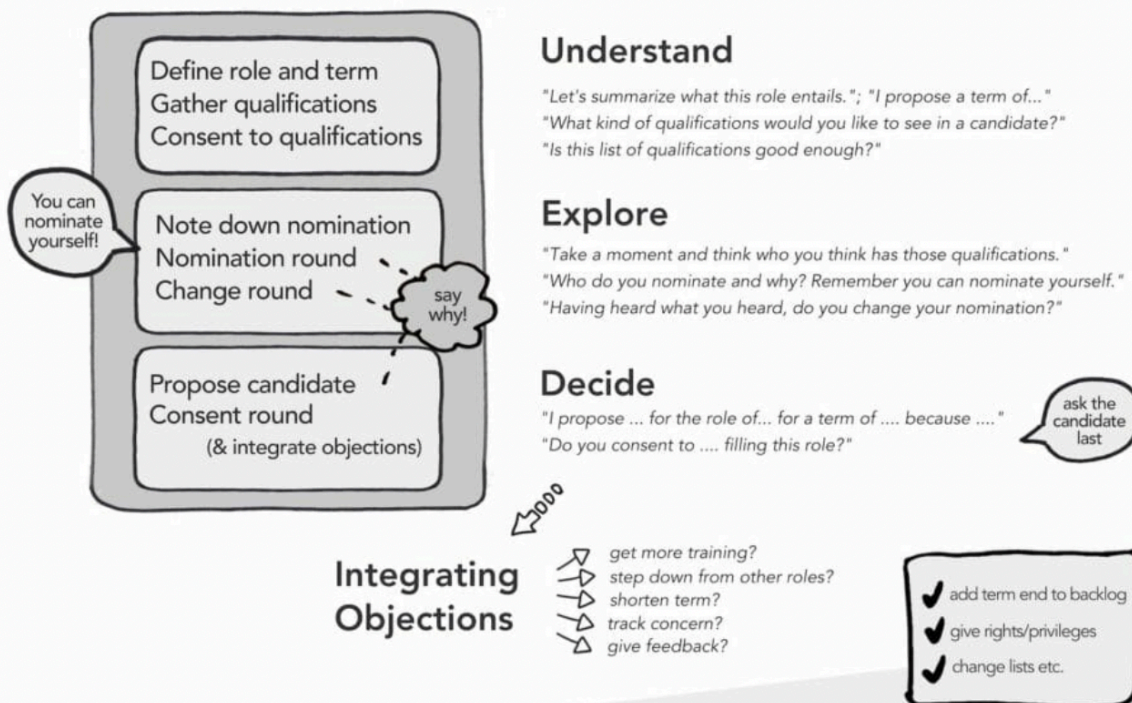 Define role and term
Gather qualifications
Consent to qualifications
You can
nominate
yourself!
Note down nomination
Nomination round
Change round
say
why!
Propose candidate
Consent round
(& integrate objections)
Understand
"Let's summarize what this role entails."; "I propose a term of..."
"What kind of qualifications would you like to see in a candidate?"
"Is this list of qualifications good enough?"
Explore
"Take a moment and think who you think has those qualifications."
"Who do you nominate and why? Remember you can nominate yourself."
"Having heard what you heard, do you change your nomination?"
Decide
"I propose ... for the role of... for a term of .... because ...."
"Do you consent to .... filling this role?"
ask the
candidate
last
Integrating
Objections
get more training?
step down from other roles?
shorten term?
track concern?
give feedback?
add term end to backlog
give rights/privileges
change lists etc.